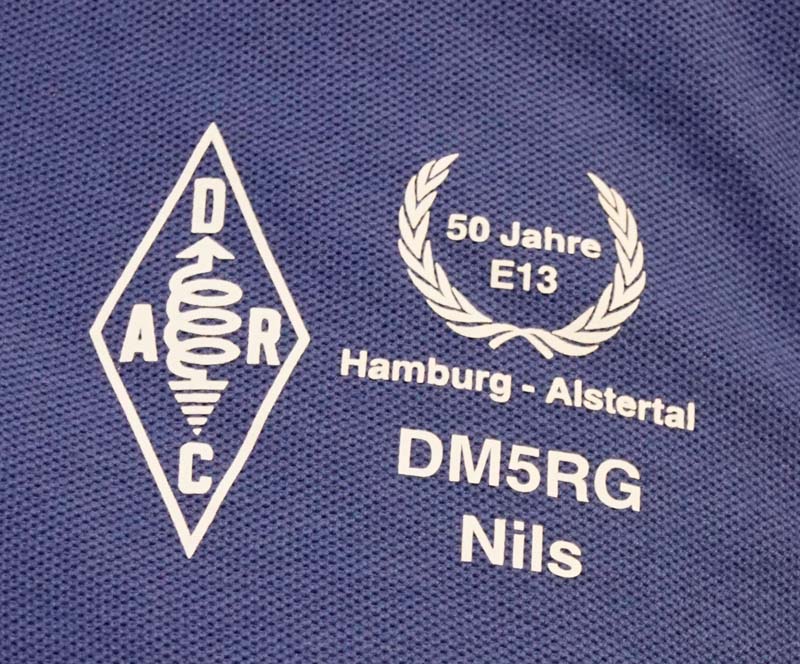 D
A R
C
50 Jahre
E13
Hamburg - Alstertal
DM5RG
Nils